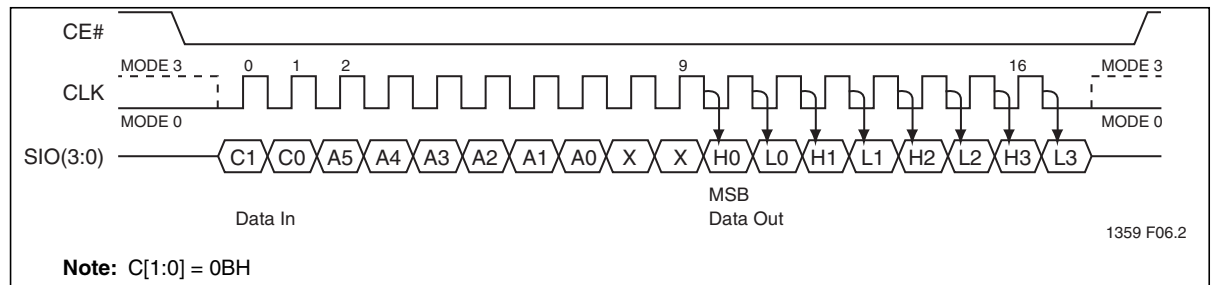 CE#
MODE 3 0 1 2 9 16 MODE 3
CLK
MODE 0 MODE 0
SIO(3:0) C1 C0 A5 A4 A3 A2 A1 A0 X X H0 L0 H1 L1 H2 L2 H3 L3
MSB
Data In Data Out
1359 F06.2
Note: C[1:0] = 0BH